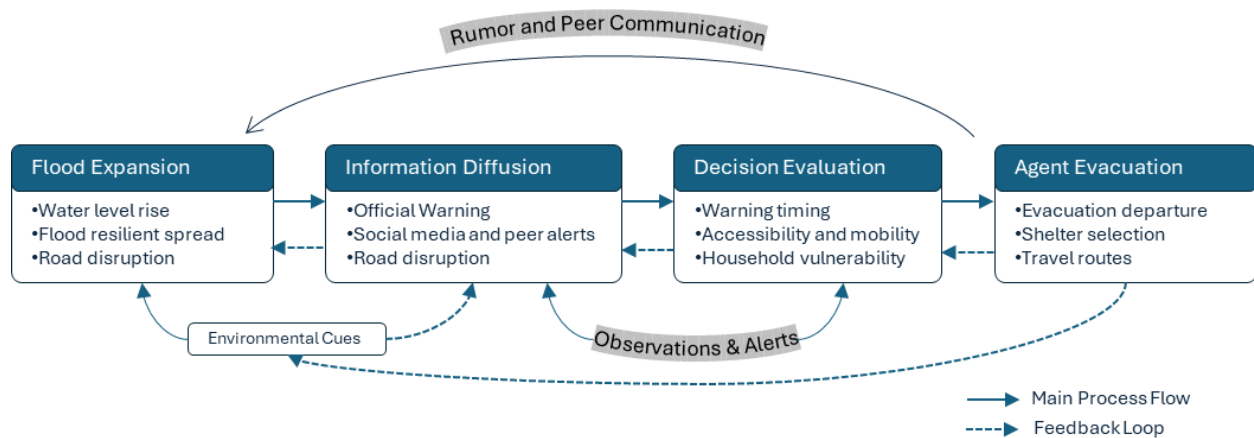 Rumor and Peer Communication
Flood Expansion
•Water level rise
•Flood resilient spread
•Road disruption
Information Diffusion
•Official Warning
•Social media and peer alerts
•Road disruption
Decision Evaluation
•Warning timing
•Accessibility and mobility
•Household vulnerability
Agent Evacuation
•Evacuation departure
•Shelter selection
•Travel routes
Environmental Cues
Observations & Alerts
Main Process Flow
Feedback Loop